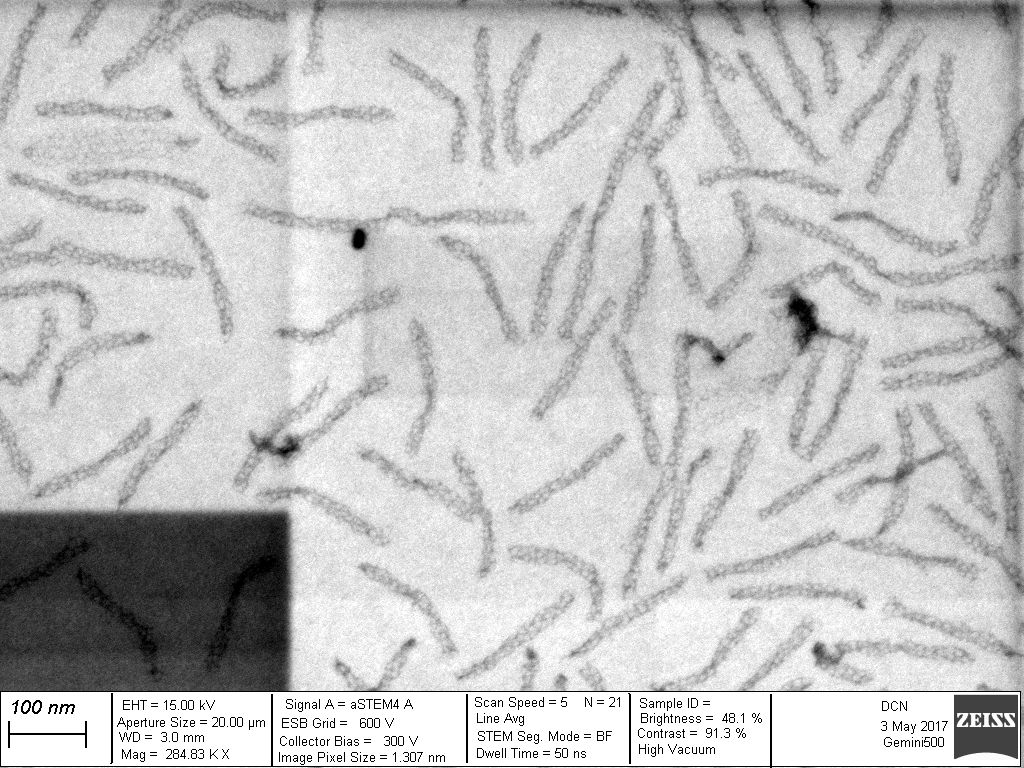 100 nm
EHT = 15.00 kV
Aperture Size = 20.00 µm
WD = 3.0 mm
Mag = 284.83 K X
Signal A = aSTEM4 A
ESB Grid = 600 V
Collector Bias = 300 V
Image Pixel Size = 1.307 nm
Scan Speed = 5 N = 21
Line Avg
STEM Seg. Mode = BF
Dwell Time = 50 ns
Sample ID =
Brightness = 48.1 %
Contrast = 91.3 %
High Vacuum
DCN
3 May 2017
Gemini500
ZEISS